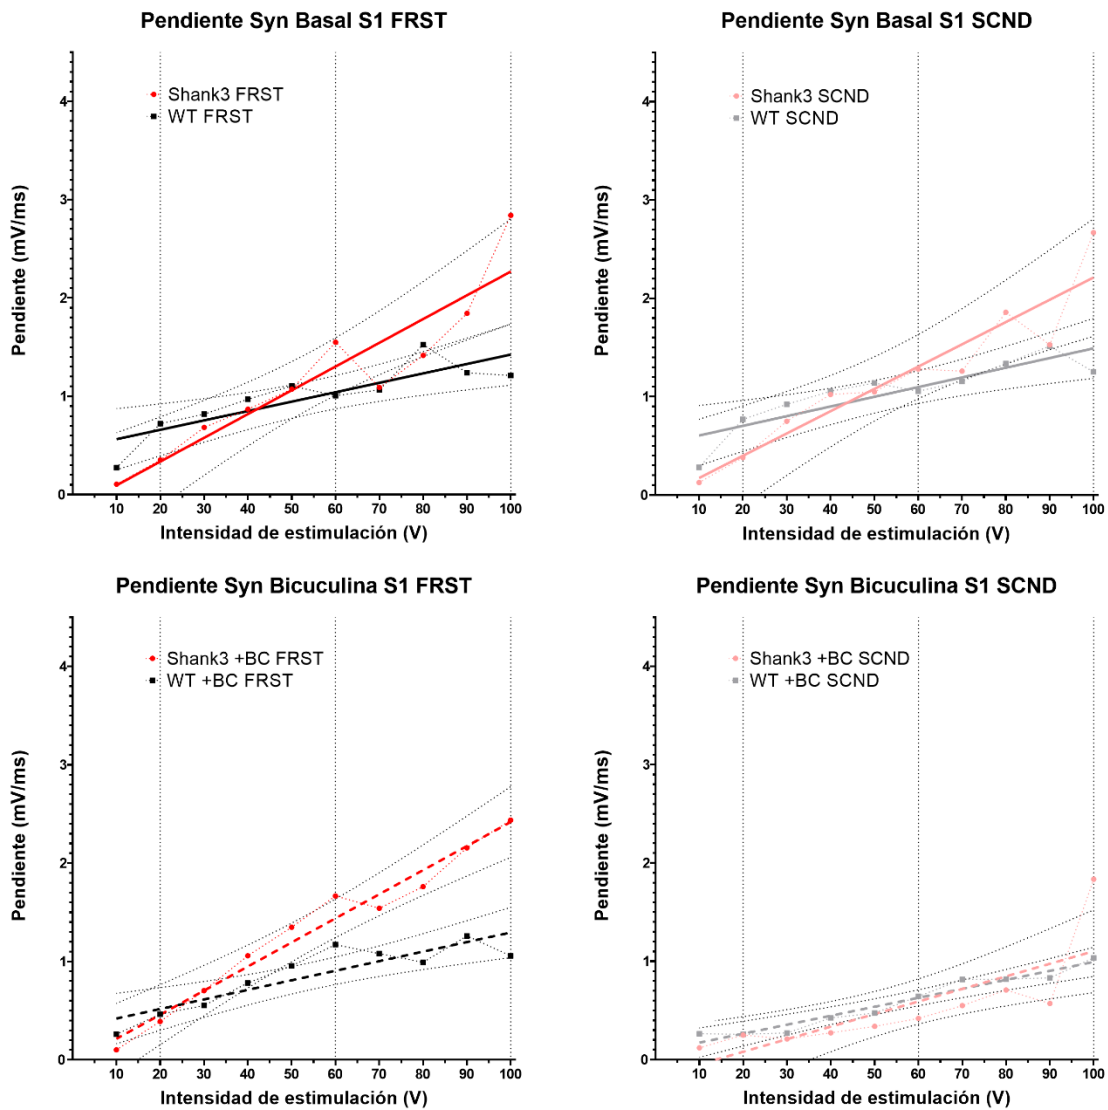 Pendiente Syn Basal S1 FRST
Shank3 FRST
WT FRST
Pendiente (mV/ms)
4
3
2
1
0
10 20 30 40 50 60 70 80 90 100
Intensidad de estimulación (V)
Pendiente Syn Basal S1 SCND
Shank3 SCND
WT SCND
Pendiente (mV/ms)
4
3
2
1
0
10 20 30 40 50 60 70 80 90 100
Intensidad de estimulación (V)
Pendiente Syn Bicuculina S1 FRST
Shank3 +BC FRST
WT +BC FRST
Pendiente (mV/ms)
4
3
2
1
0
10 20 30 40 50 60 70 80 90 100
Intensidad de estimulación (V)
Pendiente Syn Bicuculina S1 SCND
Shank3 +BC SCND
WT +BC SCND
Pendiente (mV/ms)
4
3
2
1
0
10 20 30 40 50 60 70 80 90 100
Intensidad de estimulación (V)